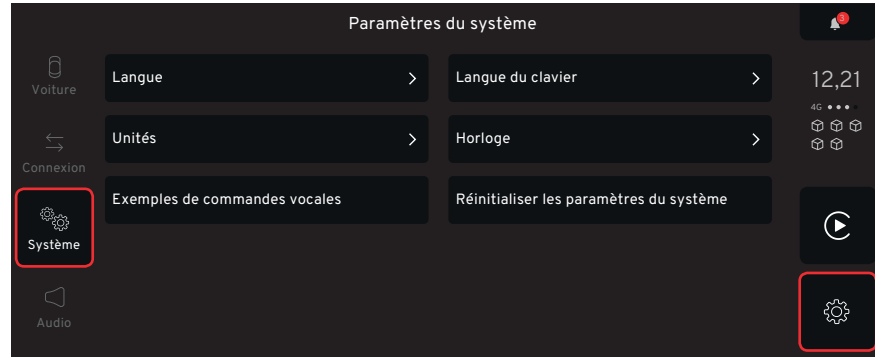 Paramètres du système
3
Voiture
Langue
Langue du clavier
12,21
4G
Connexion
Unités
Horloge
Système
Exemples de commandes vocales
Réinitialiser les paramètres du système
Audio